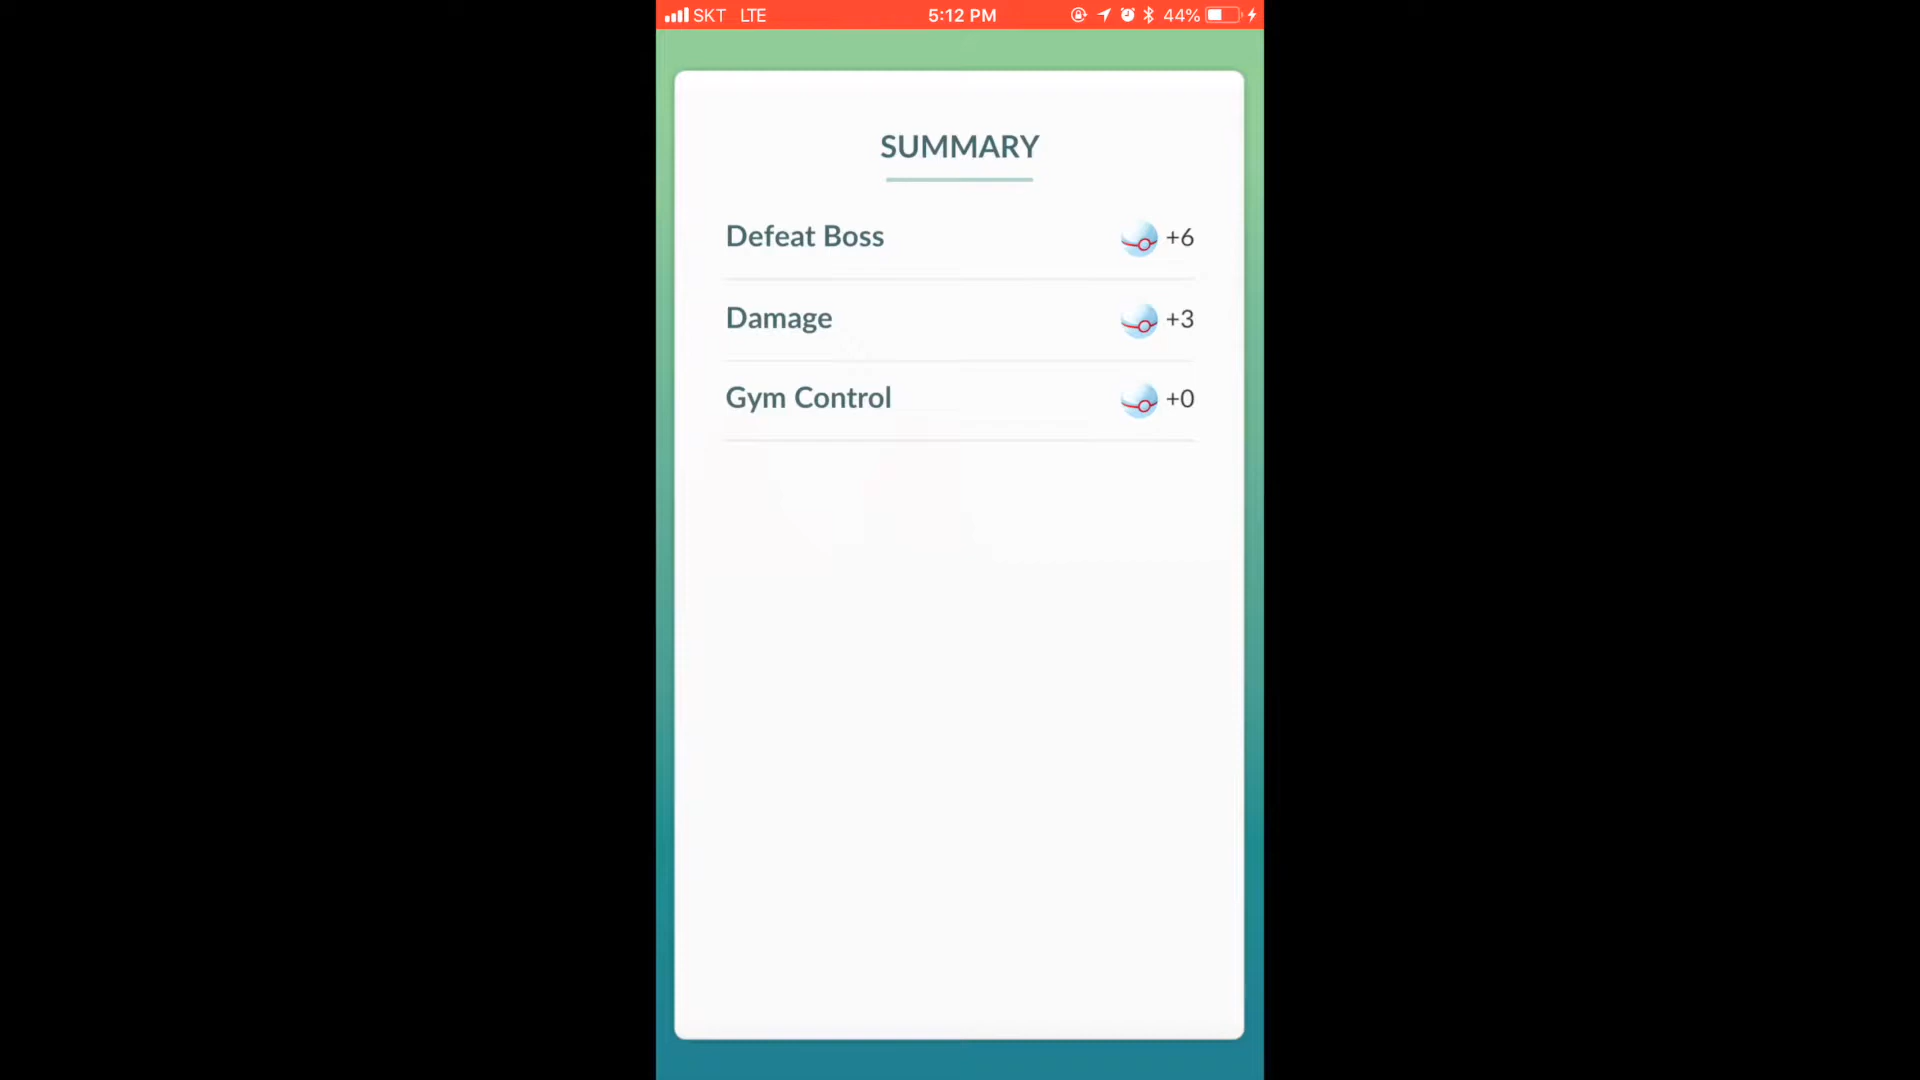 SKT LTE 5:12 PM 44%
SUMMARY
Defeat Boss +6
Damage +3
Gym Control +0